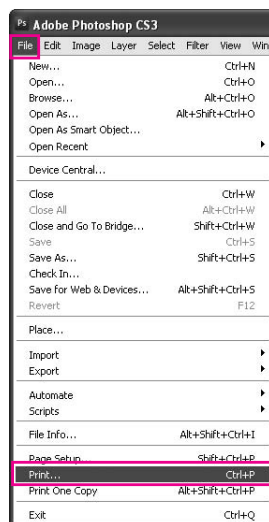 Ps Adobe Photoshop CS3
File Edit Image Layer Select Filter View Win
New... Ctrl+N
Open... Ctrl+O
Browse... Alt+Ctrl+O
Open As... Alt+Shift+Ctrl+O
Open As Smart Object...
Open Recent
Device Central...
Close Ctrl+W
Close All Alt+Ctrl+W
Close and Go To Bridge... Shift+Ctrl+W
Save Ctrl+S
Save As... Shift+Ctrl+S
Check In...
Save for Web & Devices... Alt+Shift+Ctrl+S
Revert F12
Place...
Import
Export
Automate
Scripts
File Info... Alt+Shift+Ctrl+I
Page Setup... Shift+Ctrl+P
Print... Ctrl+P
Print One Copy Alt+Shift+Ctrl+P
Exit Ctrl+Q